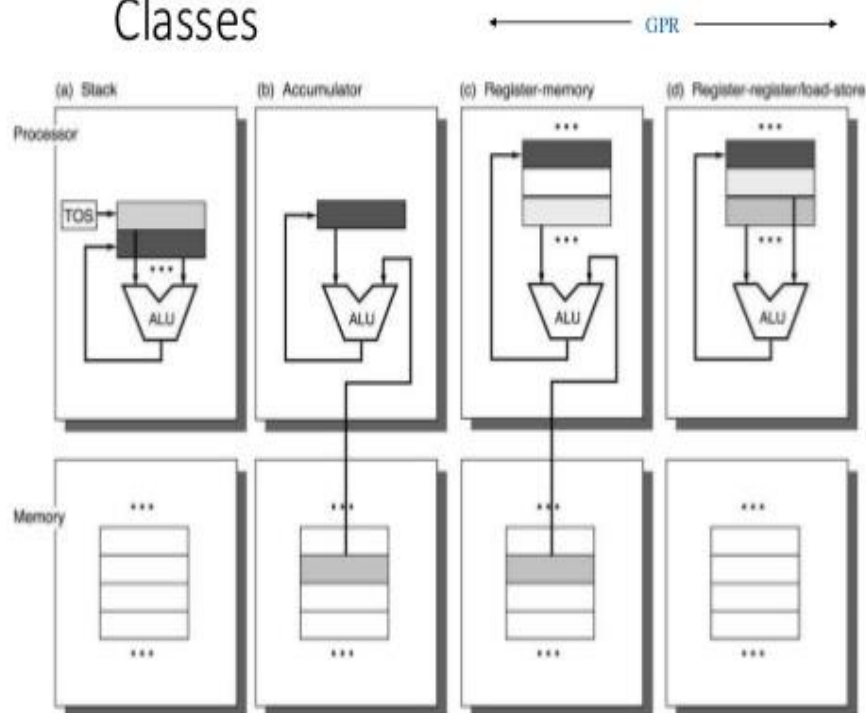 Classes
GPR
(a) Stack
(b) Accumulator
(c) Register-memory
(d) Register-register/load-store
Processor
...
...
TOS
...
...
...
ALU
ALU
ALU
ALU
Memory
...
...
...
...
...
...
...
...